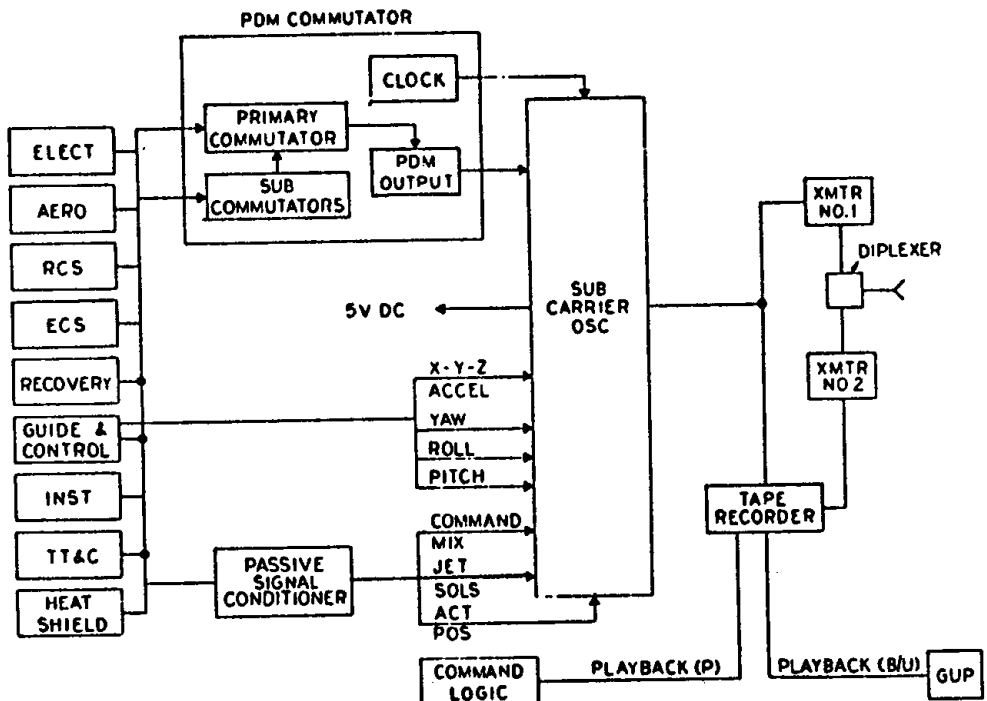 PDM COMMUTATOR
CLOCK
PRIMARY
COMMUTATOR
PDM
OUTPUT
SUB
COMMUTATORS
ELECT
AERO
RCS
ECS
RECOVERY
GUIDE &
CONTROL
INST
TT&C
HEAT
SHIELD
5V DC
X-Y-Z
ACCEL
YAW
ROLL
PITCH
COMMAND
MIX
JET
SOLS
ACT
POS
PASSIVE
SIGNAL
CONDITIONER
SUB
CARRIER
OSC
XMTR
NO.1
DIPLEXER
XMTR
NO2
TAPE
RECORDER
COMMAND
LOGIC
PLAYBACK (P)
PLAYBACK (B/U)
GUP